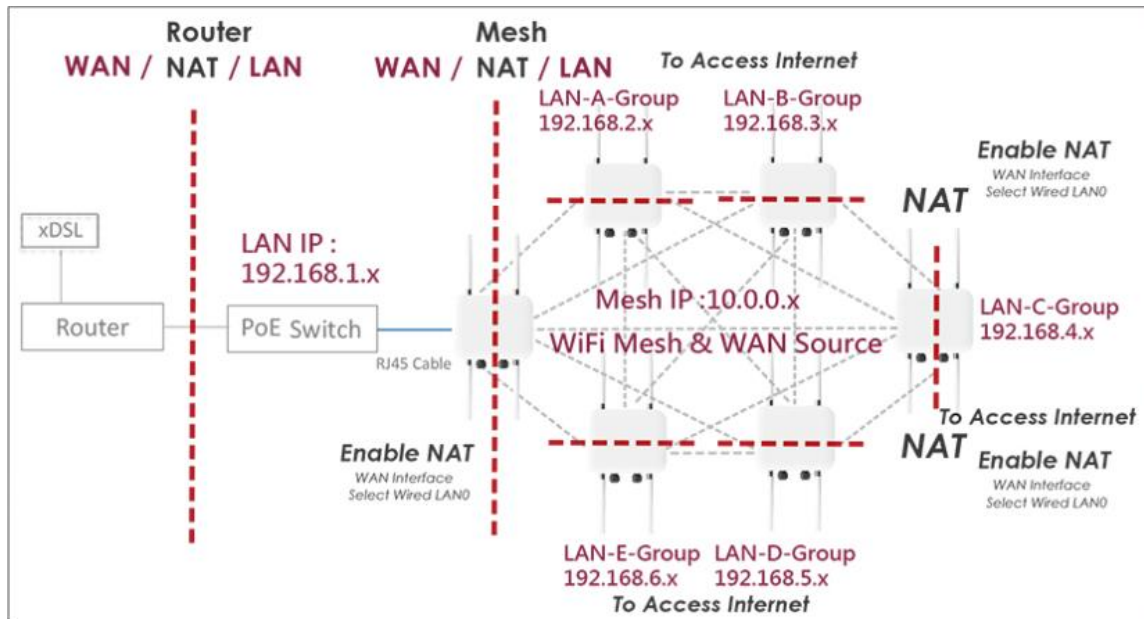 Router
WAN / NAT / LAN
Mesh
WAN / NAT / LAN
To Access Internet
LAN-A-Group
192.168.2.x
LAN-B-Group
192.168.3.x
Enable NAT
WAN Interface
Select Wired LAN0
NAT
xDSL
LAN IP :
192.168.1.x
Router
PoE Switch
RJ45 Cable
Mesh IP :10.0.0.x
WiFi Mesh & WAN Source
LAN-C-Group
192.168.4.x
To Access Internet
NAT
Enable NAT
WAN Interface
Select Wired LAN0
Enable NAT
WAN Interface
Select Wired LAN0
LAN-E-Group
192.168.6.x
LAN-D-Group
192.168.5.x
To Access Internet